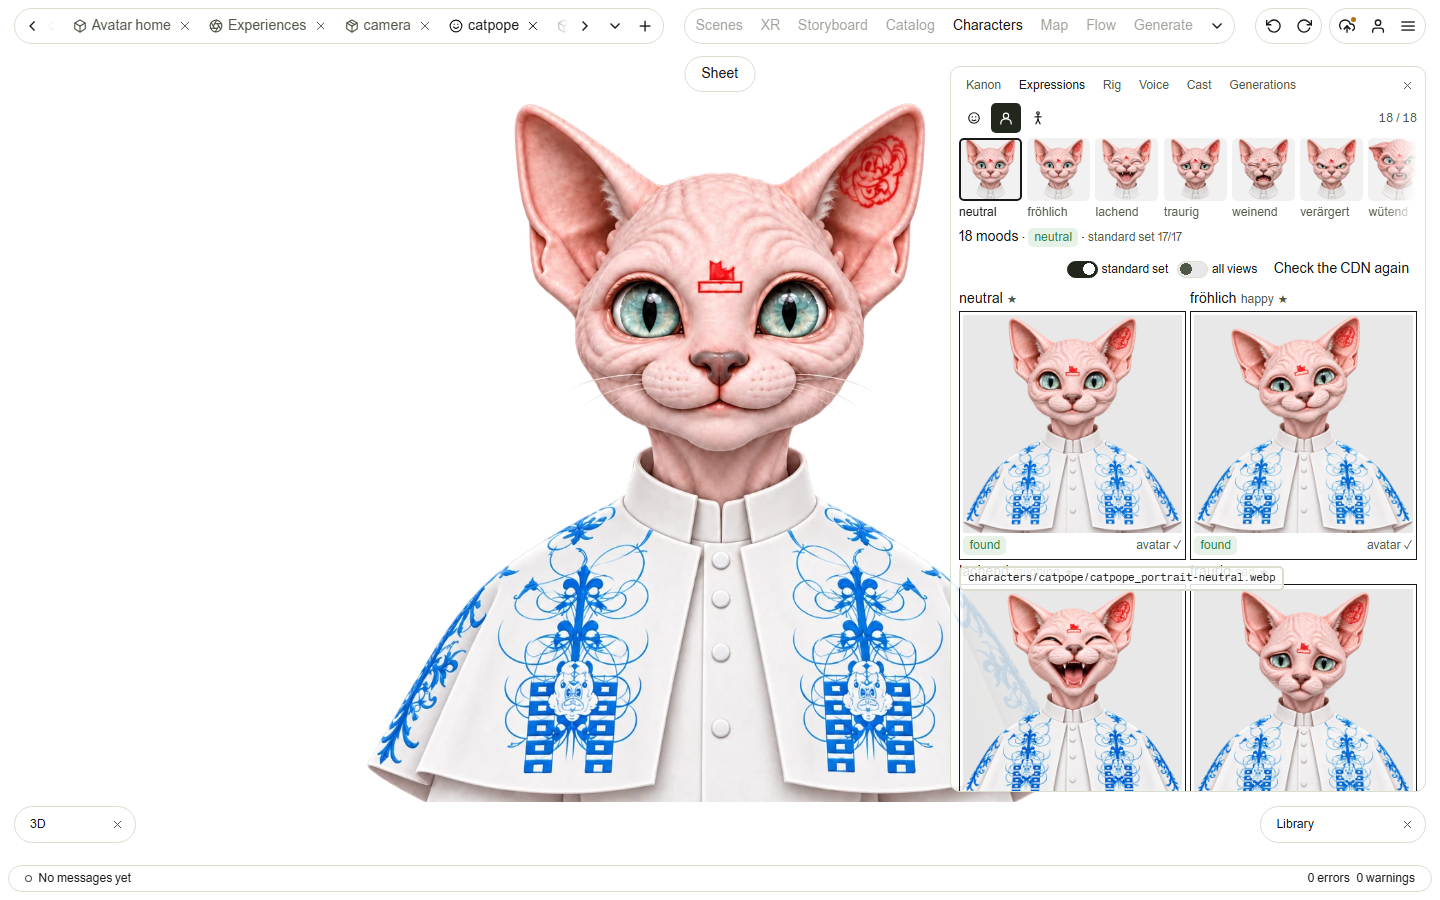 Avatar home
Experiences
camera
catpope
Scenes
XR
Storyboard
Catalog
Characters
Map
Flow
Generate
Sheet
Kanon
Expressions
Rig
Voice
Cast
Generations
18 / 18
neutral
fröhlich
lachend
traurig
weinend
verärgert
wütend
18 moods · neutral · standard set 17/17
standard set
all views
Check the CDN again
neutral ★
fröhlich happy ★
found
avatar ✓
found
avatar ✓
characters/catpope/catpope_portrait-neutral.webp
3D
Library
No messages yet
0 errors 0 warnings